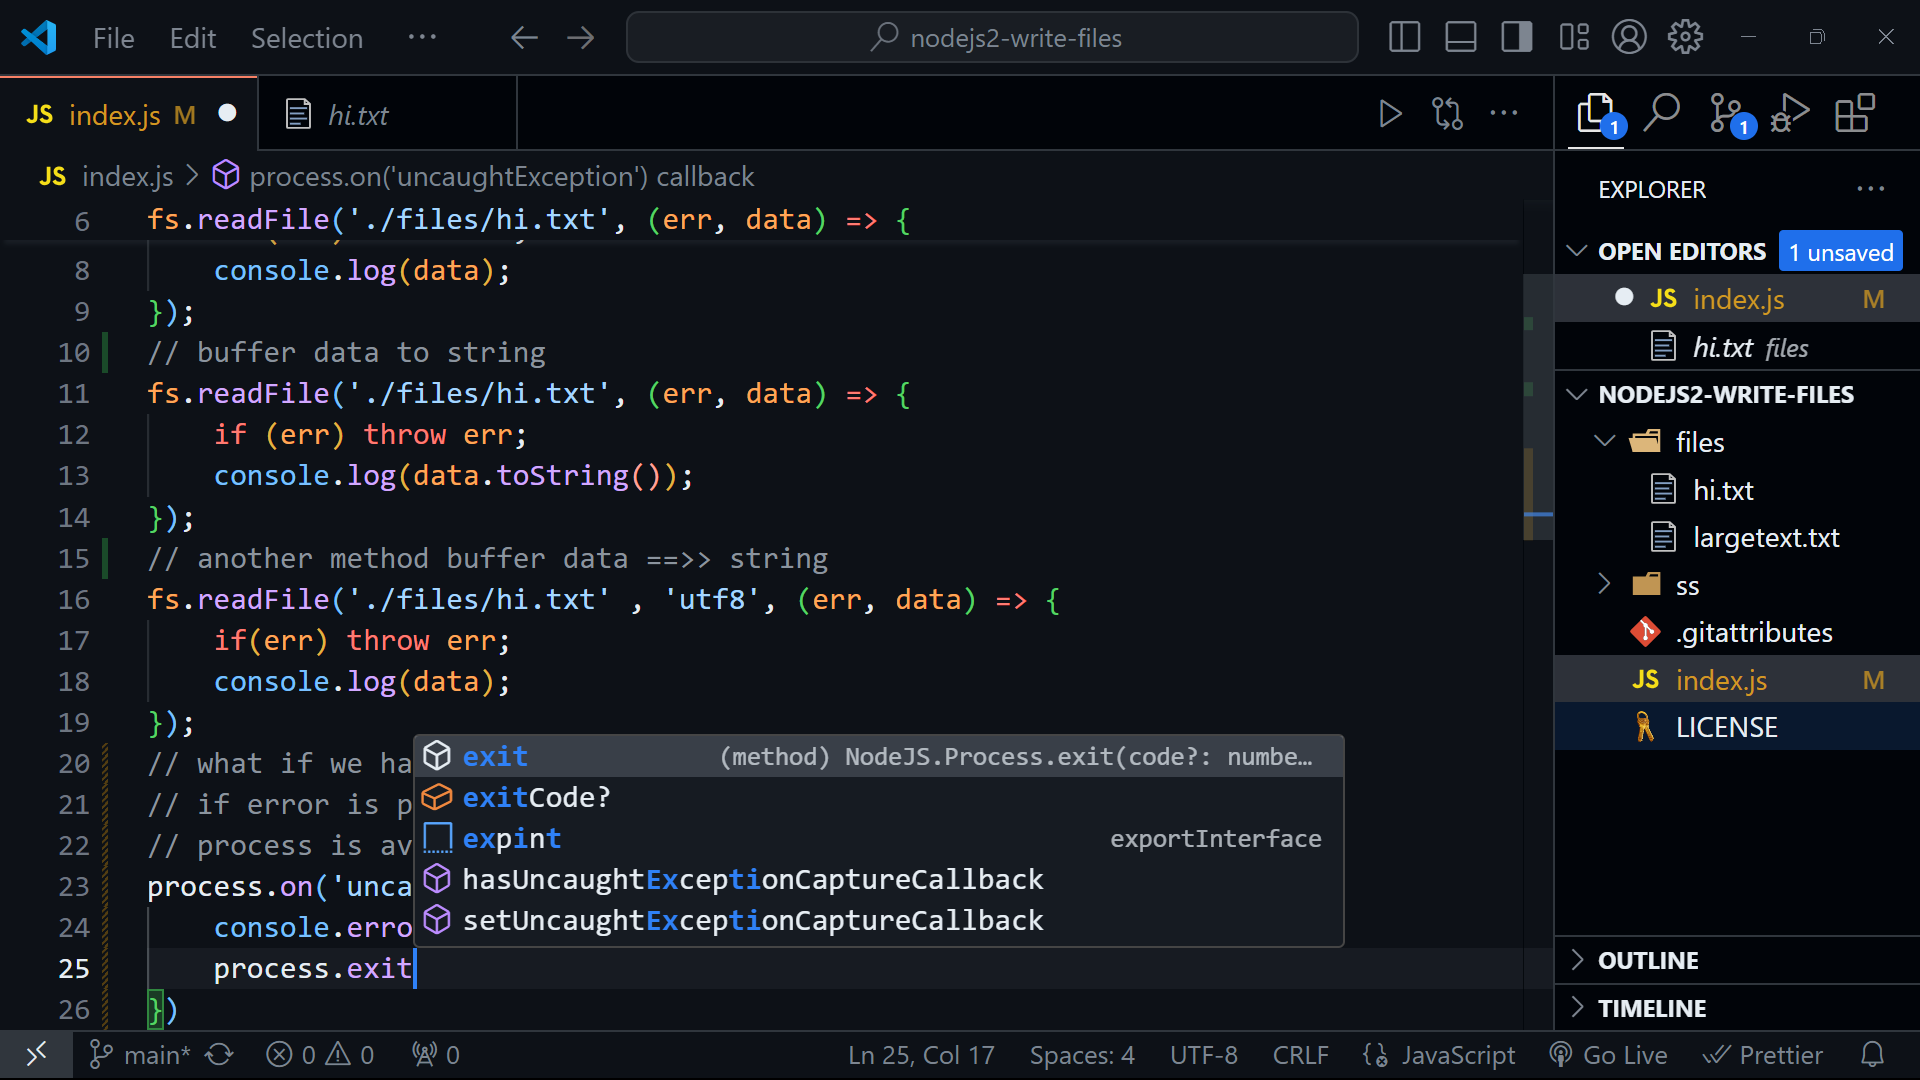 File Edit Selection ··· nodejs2-write-files
JS index.js M hi.txt ···
JS index.js > process.on('uncaughtException') callback
6 fs.readFile('./files/hi.txt', (err, data) => {
8 console.log(data);
9 });
10 // buffer data to string
11 fs.readFile('./files/hi.txt', (err, data) => {
12 if (err) throw err;
13 console.log(data.toString());
14 });
15 // another method buffer data ==>> string
16 fs.readFile('./files/hi.txt' , 'utf8', (err, data) => {
17 if(err) throw err;
18 console.log(data);
19 });
20 // what if we ha
21 // if error is p
22 // process is av
23 process.on('unca
24 console.erro
25 process.exit
26 })
exit (method) NodeJS.Process.exit(code?: numbe…
exitCode?
expint exportInterface
hasUncaughtExceptionCaptureCallback
setUncaughtExceptionCaptureCallback
1 1
EXPLORER ···
OPEN EDITORS 1 unsaved
JS index.js M
hi.txt files
NODEJS2-WRITE-FILES
files
hi.txt
largetext.txt
ss
.gitattributes
JS index.js M
LICENSE
OUTLINE
TIMELINE
main* 0 0 0 Ln 25, Col 17 Spaces: 4 UTF-8 CRLF JavaScript Go Live Prettier